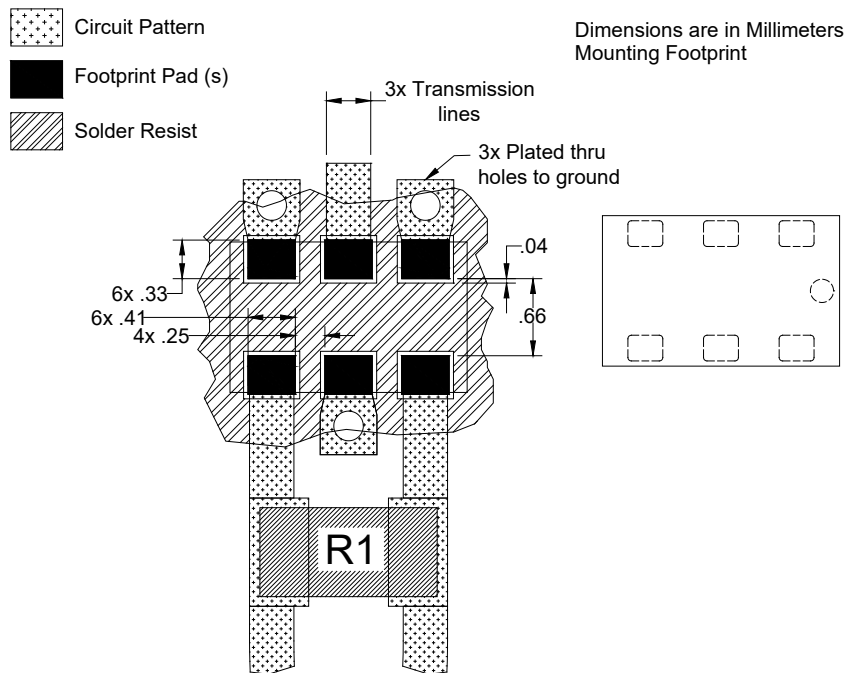 Circuit Pattern
Footprint Pad (s)
Solder Resist
Dimensions are in Millimeters
Mounting Footprint
3x Transmission
lines
3x Plated thru
holes to ground
.04
6x .33
6x .41
4x .25
.66
R1